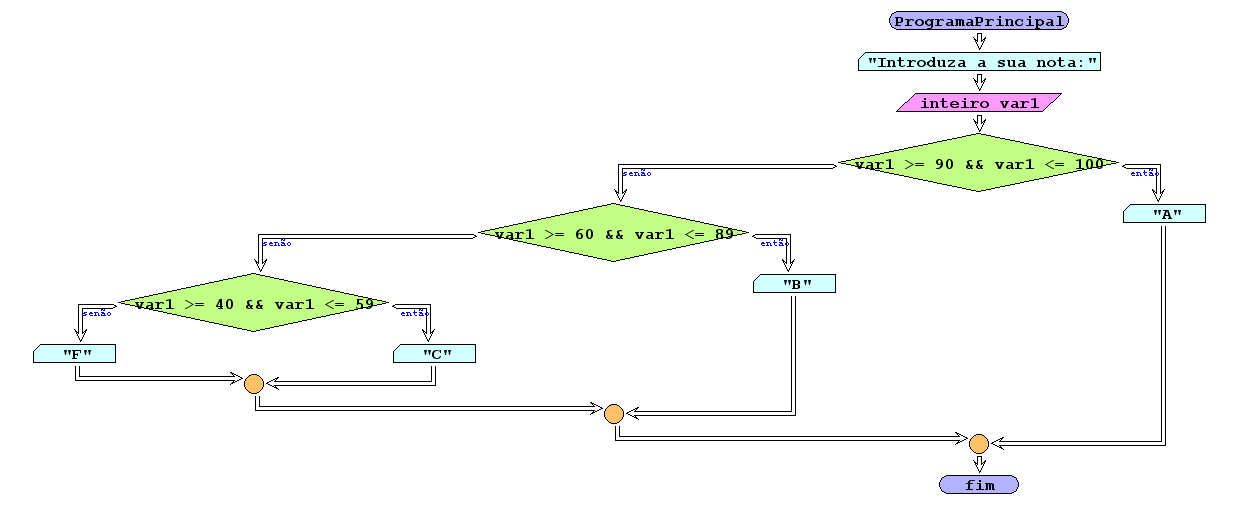 ProgramaPrincipal
"Introduza a sua nota:"
inteiro var1
var1 >= 90 && var1 <= 100
senão
então
"A"
var1 >= 60 && var1 <= 89
senão
então
"B"
var1 >= 40 && var1 <= 59
senão
então
"F"
"C"
fim